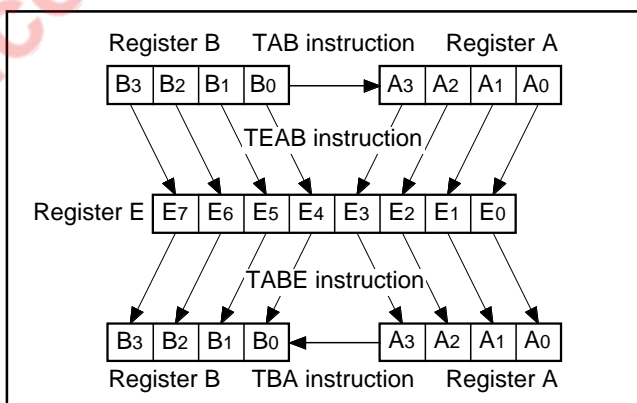 Register B TAB instruction Register A
B3 B2 B1 B0 A3 A2 A1 A0
TEAB instruction
Register E E7 E6 E5 E4 E3 E2 E1 E0
TABE instruction
B3 B2 B1 B0 A3 A2 A1 A0
Register B TBA instruction Register A